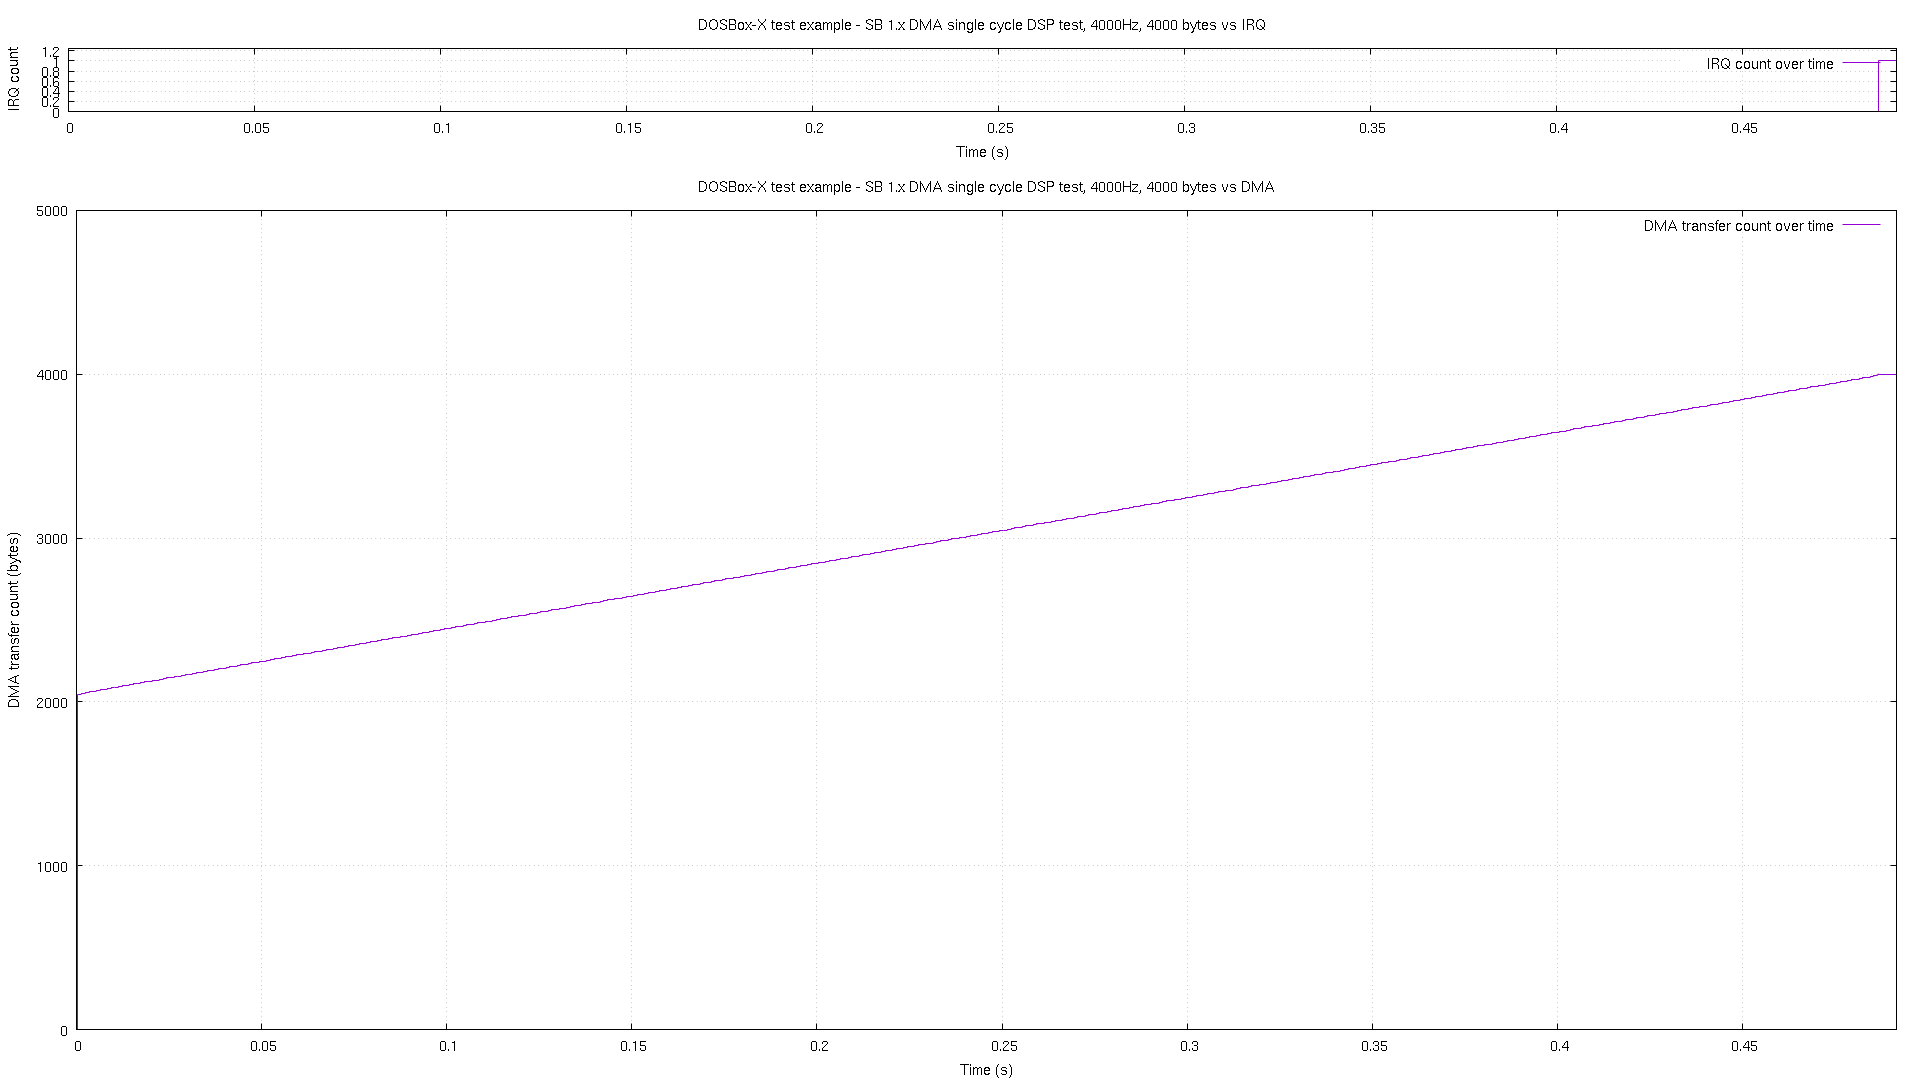 DOSBox-X test example - SB 1.x DMA single cycle DSP test, 4000Hz, 4000 bytes vs IRQ
IRQ count
1.2
1
0.8
0.6
0.4
0.2
0
IRQ count over time
0 0.05 0.1 0.15 0.2 0.25 0.3 0.35 0.4 0.45
Time (s)
DOSBox-X test example - SB 1.x DMA single cycle DSP test, 4000Hz, 4000 bytes vs DMA
DMA transfer count (bytes)
5000
4000
3000
2000
1000
0
DMA transfer count over time
0 0.05 0.1 0.15 0.2 0.25 0.3 0.35 0.4 0.45
Time (s)